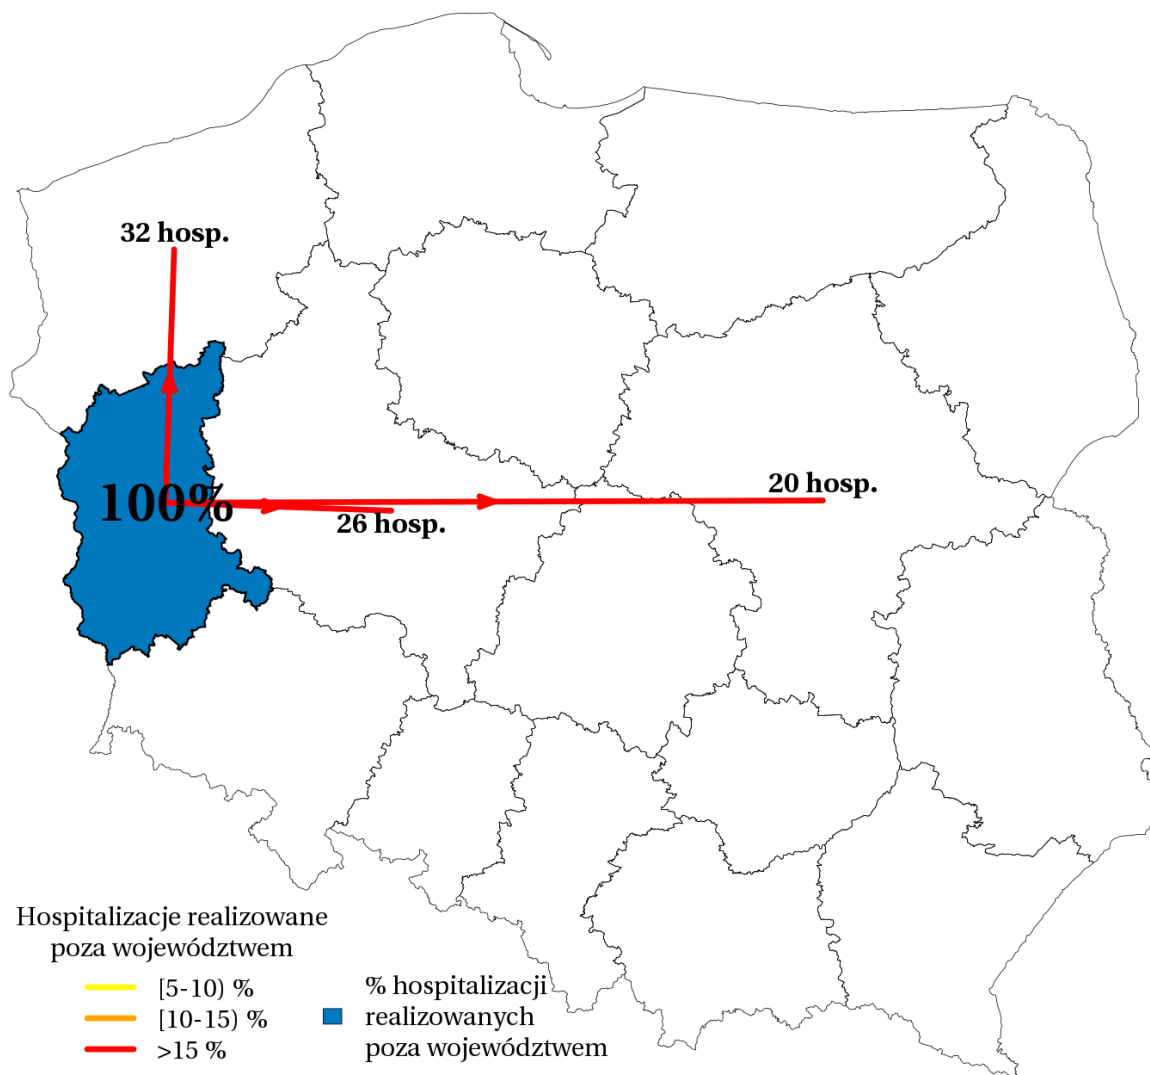 32 hosp.
20 hosp.
100%
26 hosp.
Hospitalizacje realizowane
poza województwem
[5-10) %
[10-15) %
>15 %
% hospitalizacji
realizowanych
poza województwem